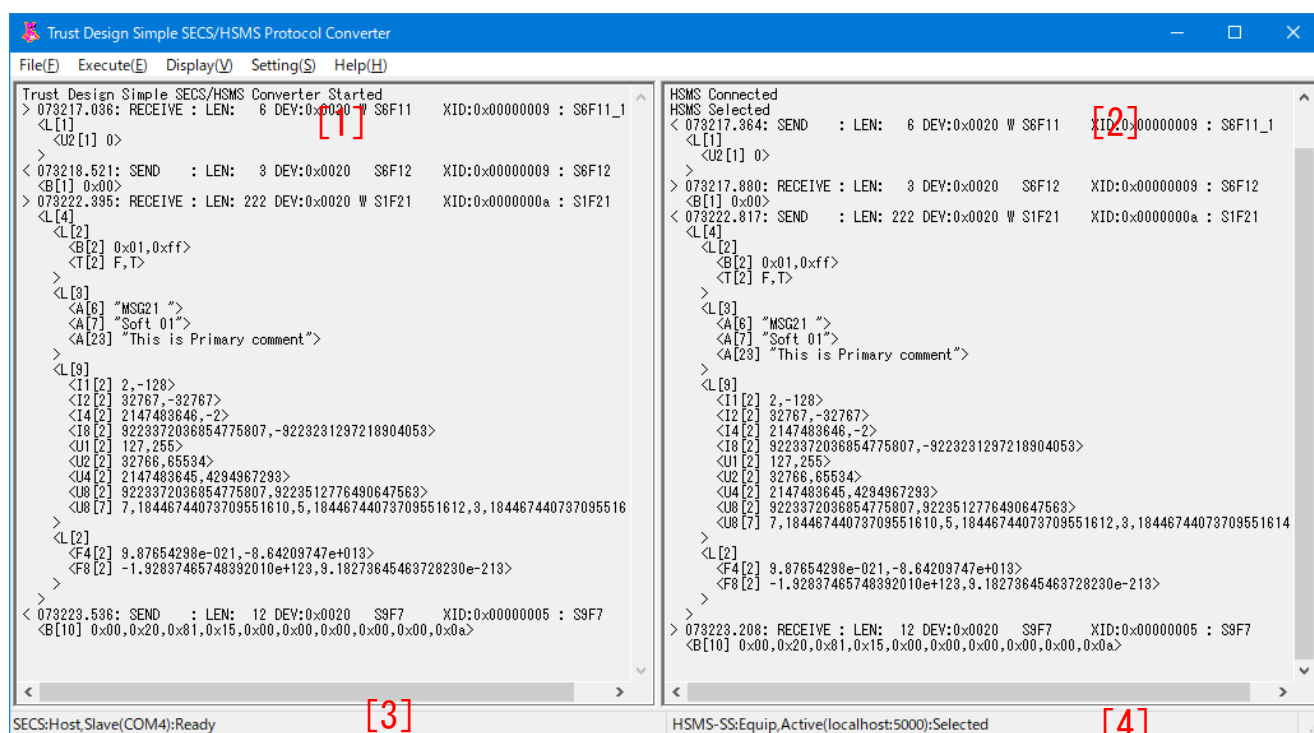 Trust Design Simple SECS/HSMS Protocol Converter
File(F) Execute(E) Display(V) Setting(S) Help(H)
Trust Design Simple SECS/HSMS Converter Started
> 073217.036: RECEIVE : LEN: 6 DEV:0x0020 W S6F11 XID:0x00000009 : S6F11_1
[1]
<L[1]
<U2[1] 0>
>
< 073218.521: SEND : LEN: 3 DEV:0x0020 S6F12 XID:0x00000009 : S6F12
<B[1] 0x00>
> 073222.395: RECEIVE : LEN: 222 DEV:0x0020 W S1F21 XID:0x0000000a : S1F21
<L[4]
<L[2]
<B[2] 0x01,0xff>
<T[2] F,T>
>
<L[3]
<A[6] "MSG21 ">
<A[7] "Soft 01">
<A[23] "This is Primary comment">
>
<L[9]
<I1[2] 2,-128>
<I2[2] 32767,-32767>
<I4[2] 2147483646,-2>
<I8[2] 9223372036854775807,-9223231297218904053>
<U1[2] 127,255>
<U2[2] 32766,65534>
<U4[2] 2147483645,4294967293>
<U8[2] 9223372036854775807,9223512776490647563>
<U8[7] 7,18446744073709551610,5,18446744073709551612,3,184467440737095516
>
<L[2]
<F4[2] 9.87654298e-021,-8.64209747e+013>
<F8[2] -1.92837465748392010e+123,9.18273645463728230e-213>
>
>
< 073223.536: SEND : LEN: 12 DEV:0x0020 S9F7 XID:0x00000005 : S9F7
<B[10] 0x00,0x20,0x81,0x15,0x00,0x00,0x00,0x00,0x00,0x0a>
HSMS Connected
HSMS Selected
< 073217.364: SEND : LEN: 6 DEV:0x0020 W S6F11 XID:0x00000009 : S6F11_1
[2]
<L[1]
<U2[1] 0>
>
> 073217.880: RECEIVE : LEN: 3 DEV:0x0020 S6F12 XID:0x00000009 : S6F12
<B[1] 0x00>
< 073222.817: SEND : LEN: 222 DEV:0x0020 W S1F21 XID:0x0000000a : S1F21
<L[4]
<L[2]
<B[2] 0x01,0xff>
<T[2] F,T>
>
<L[3]
<A[6] "MSG21 ">
<A[7] "Soft 01">
<A[23] "This is Primary comment">
>
<L[9]
<I1[2] 2,-128>
<I2[2] 32767,-32767>
<I4[2] 2147483646,-2>
<I8[2] 9223372036854775807,-9223231297218904053>
<U1[2] 127,255>
<U2[2] 32766,65534>
<U4[2] 2147483645,4294967293>
<U8[2] 9223372036854775807,9223512776490647563>
<U8[7] 7,18446744073709551610,5,18446744073709551612,3,18446744073709551614
>
<L[2]
<F4[2] 9.87654298e-021,-8.64209747e+013>
<F8[2] -1.92837465748392010e+123,9.18273645463728230e-213>
>
>
> 073223.208: RECEIVE : LEN: 12 DEV:0x0020 S9F7 XID:0x00000005 : S9F7
<B[10] 0x00,0x20,0x81,0x15,0x00,0x00,0x00,0x00,0x00,0x0a>
SECS:Host,Slave(COM4):Ready
[3]
HSMS-SS:Equip,Active(localhost:5000):Selected
[4]